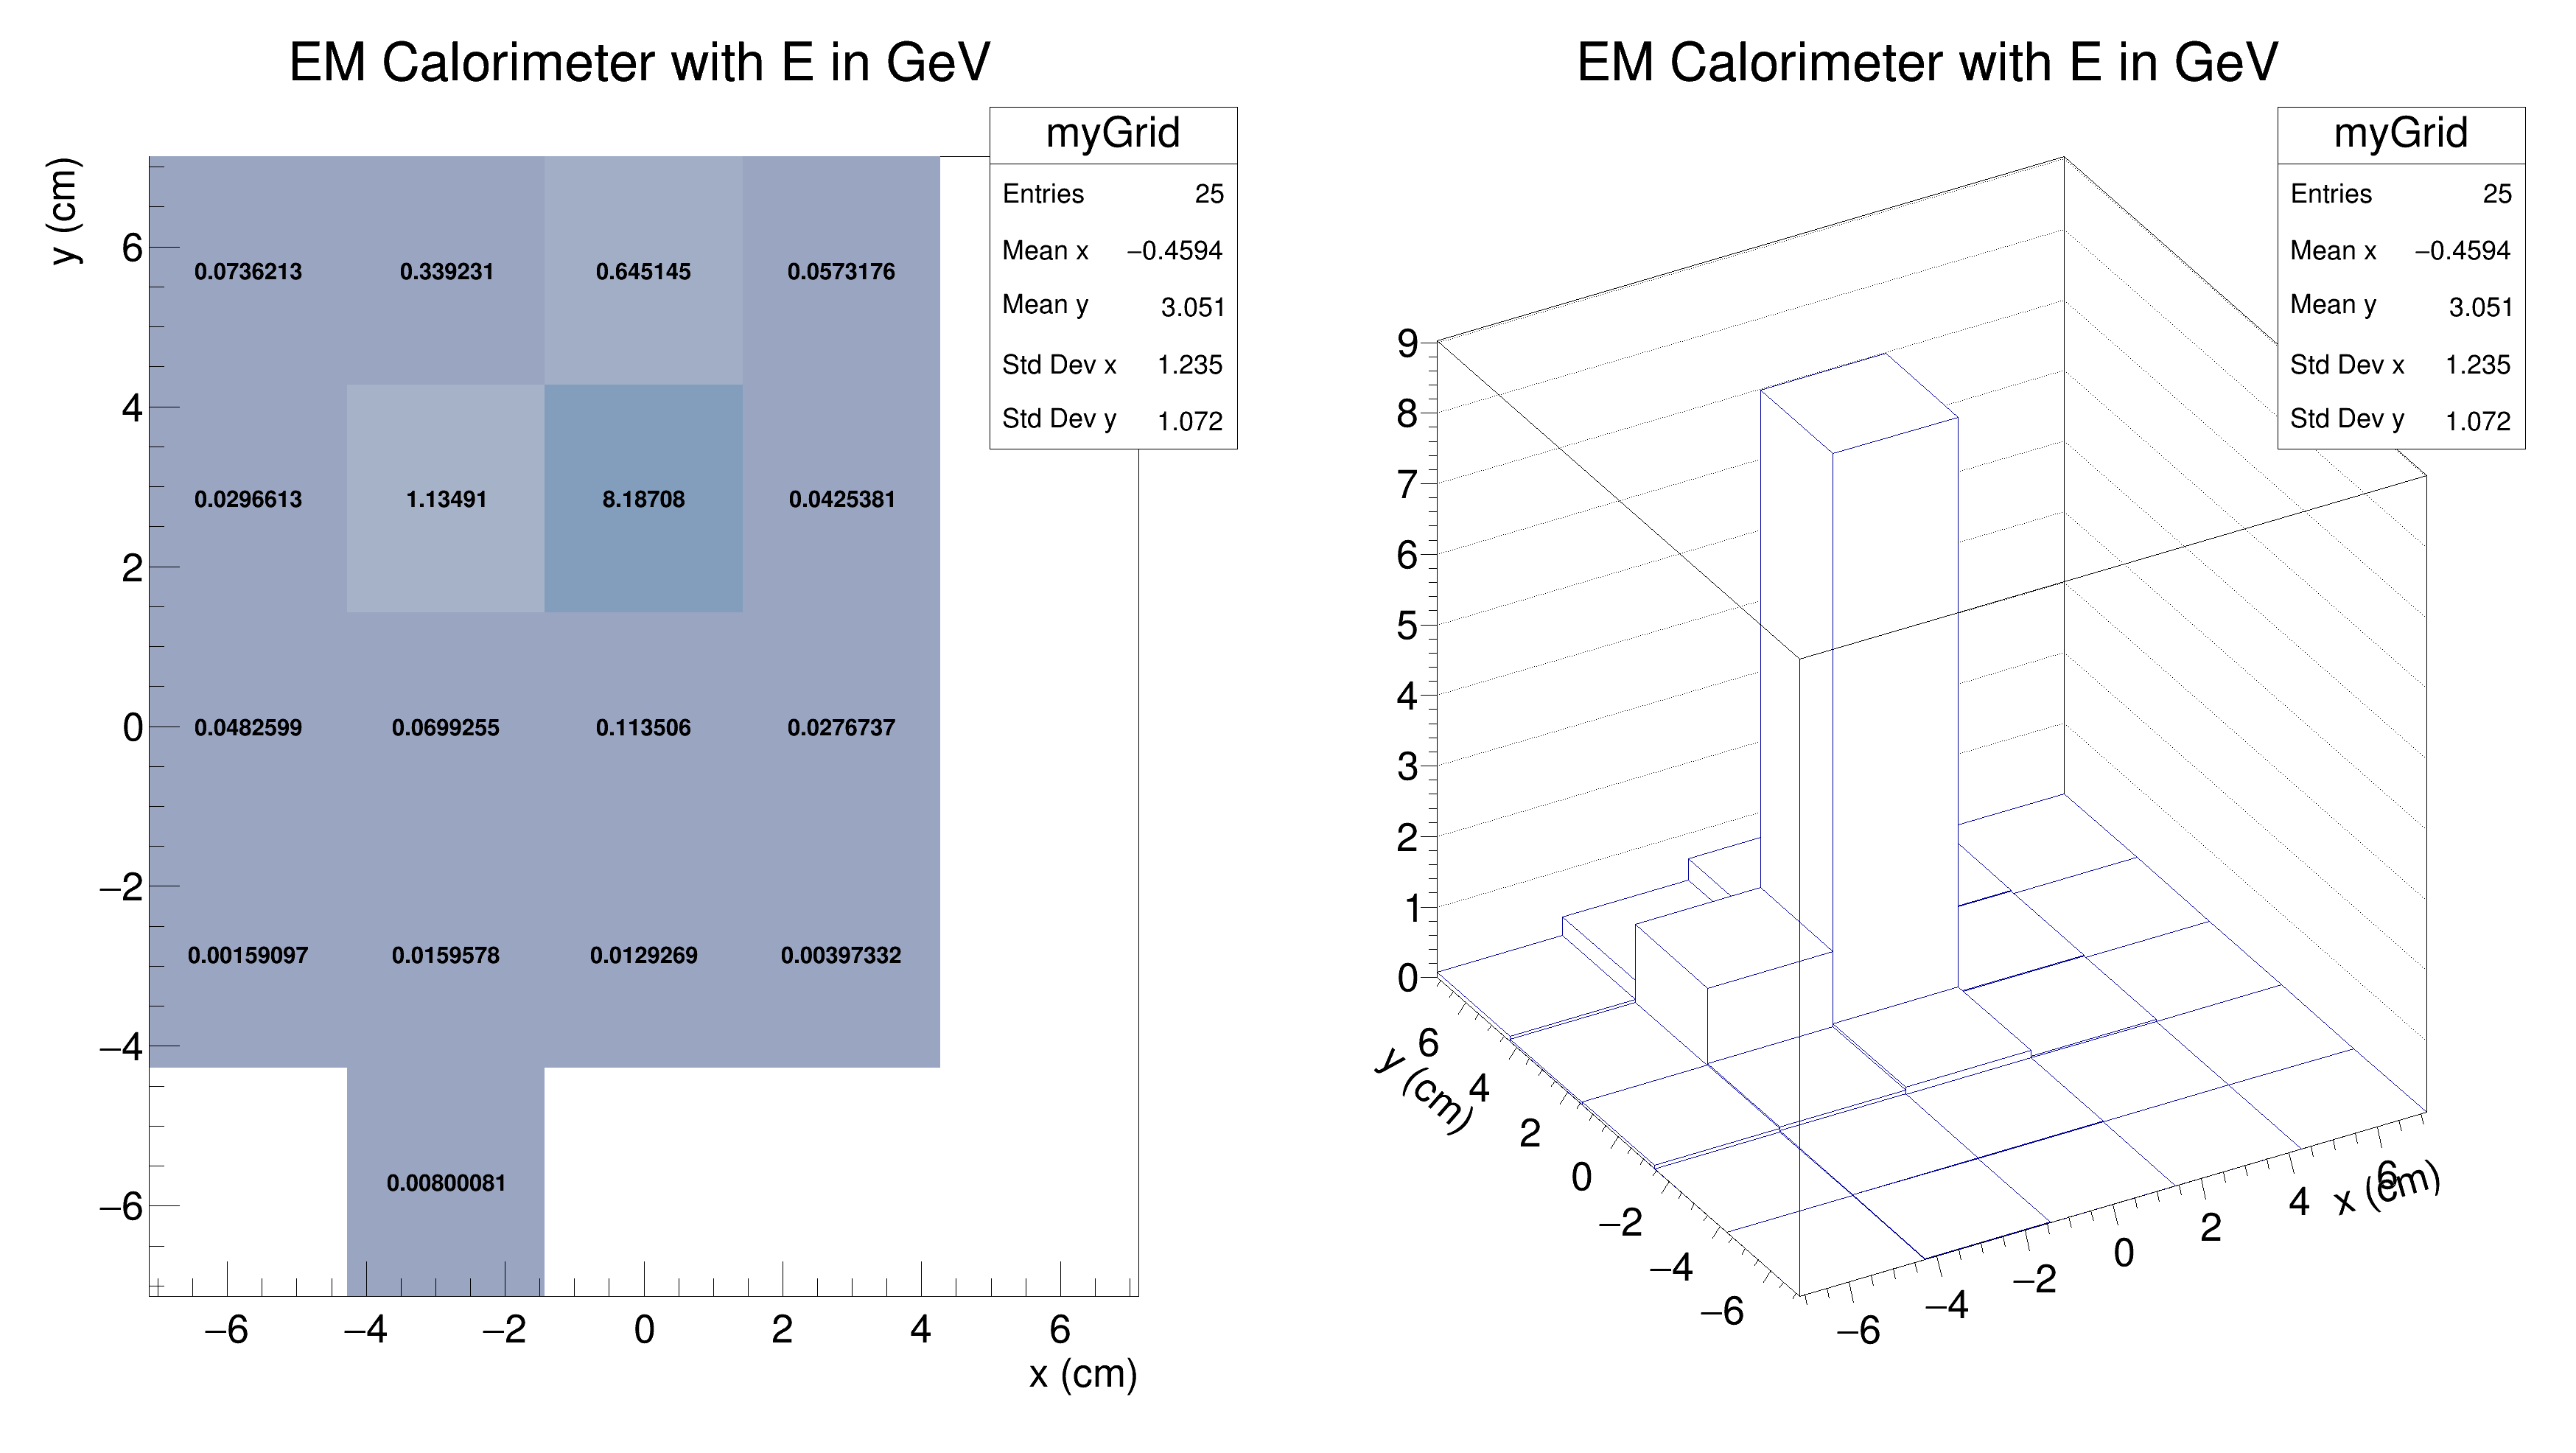 EM Calorimeter with E in GeV
y (cm)
myGrid
Entries 25
Mean x −0.4594
Mean y 3.051
Std Dev x 1.235
Std Dev y 1.072
6
4
2
0
−2
−4
−6
0.0736213 0.339231 0.645145 0.0573176
0.0296613 1.13491 8.18708 0.0425381
0.0482599 0.0699255 0.113506 0.0276737
0.00159097 0.0159578 0.0129269 0.00397332
0.00800081
−6 −4 −2 0 2 4 6
x (cm)
EM Calorimeter with E in GeV
myGrid
Entries 25
Mean x −0.4594
Mean y 3.051
Std Dev x 1.235
Std Dev y 1.072
9
8
7
6
5
4
3
2
1
0
y (cm)
6
4
2
0
−2
−4
−6
−6 −4 −2 0 2 4 6
x (cm)